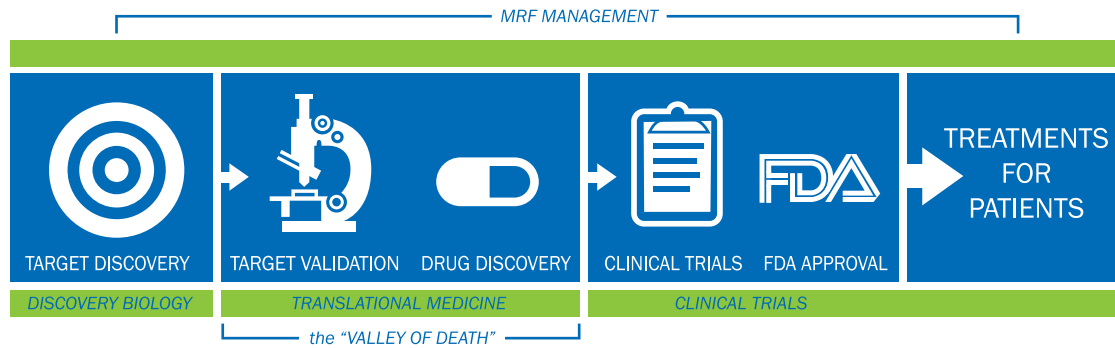 MRF MANAGEMENT
TARGET DISCOVERY
TARGET VALIDATION
DRUG DISCOVERY
CLINICAL TRIALS
FDA
FDA APPROVAL
TREATMENTS
FOR
PATIENTS
DISCOVERY BIOLOGY
TRANSLATIONAL MEDICINE
CLINICAL TRIALS
the “VALLEY OF DEATH”